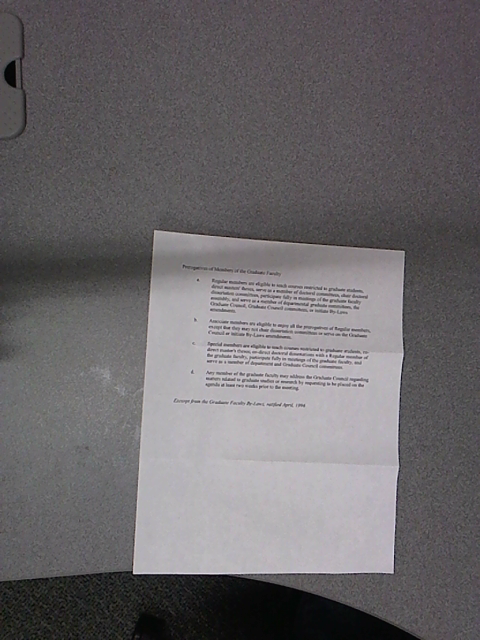 Prerogatives of Members of the Graduate Faculty
a. Regular members are eligible to teach courses restricted to graduate students,
direct masters' theses, serve as a member of doctoral committees, chair doctoral
dissertation committees, participate fully in meetings of the graduate faculty
assembly, and serve as a member of departmental graduate committees, the
Graduate Council, Graduate Council committees, or initiate By-Laws
amendments.
b. Associate members are eligible to enjoy all the prerogatives of Regular members,
except that they may not chair dissertation committees or serve on the Graduate
Council or initiate By-Laws amendments.
c. Special members are eligible to teach courses restricted to graduate students, co-
direct master's theses, co-direct doctoral dissertations with a Regular member of
the graduate faculty, participate fully in meetings of the graduate faculty, and
serve as a member of department and Graduate Council committees.
d. Any member of the graduate faculty may address the Graduate Council regarding
matters related to graduate studies or research by requesting to be placed on the
agenda at least two weeks prior to the meeting.
Excerpt from the Graduate Faculty By-Laws, ratified April, 1994